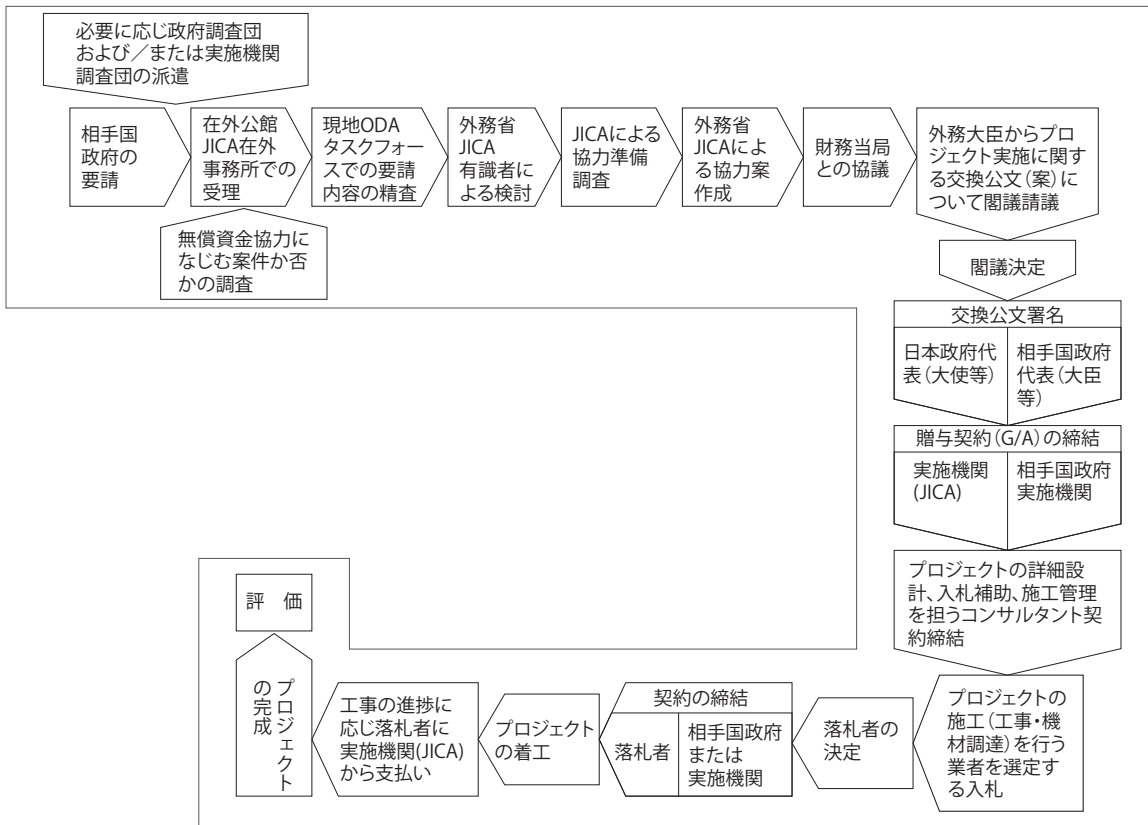 必要に応じ政府調査団
および／または実施機関
調査団の派遣
相手国
政府の
要請
在外公館
JICA在外
事務所での
受理
無償資金協力に
なじむ案件か否
かの調査
現地ODA
タスクフォー
スでの要請
内容の精査
外務省
JICA
有識者
による検討
JICAによる
協力準備
調査
外務省
JICAによ
る協力案
作成
財務当局
との協議
外務大臣からプロ
ジェクト実施に関す
る交換公文（案）に
ついて閣議請議
閣議決定
交換公文署名
日本政府代
表（大使等）
相手国政府
代表（大臣
等）
贈与契約（G/A）の締結
実施機関
(JICA)
相手国政府
実施機関
プロジェクトの詳細設
計、入札補助、施工管理
を担うコンサルタント契
約締結
プロジェクトの
施工（工事・機
材調達）を行う
業者を選定す
る入札
落札者の
決定
契約の締結
落札者
相手国政府
または
実施機関
プロジェクト
の着工
工事の進捗に
応じ落札者に
実施機関(JICA)
から支払い
プロジェクト
の完成
評　価